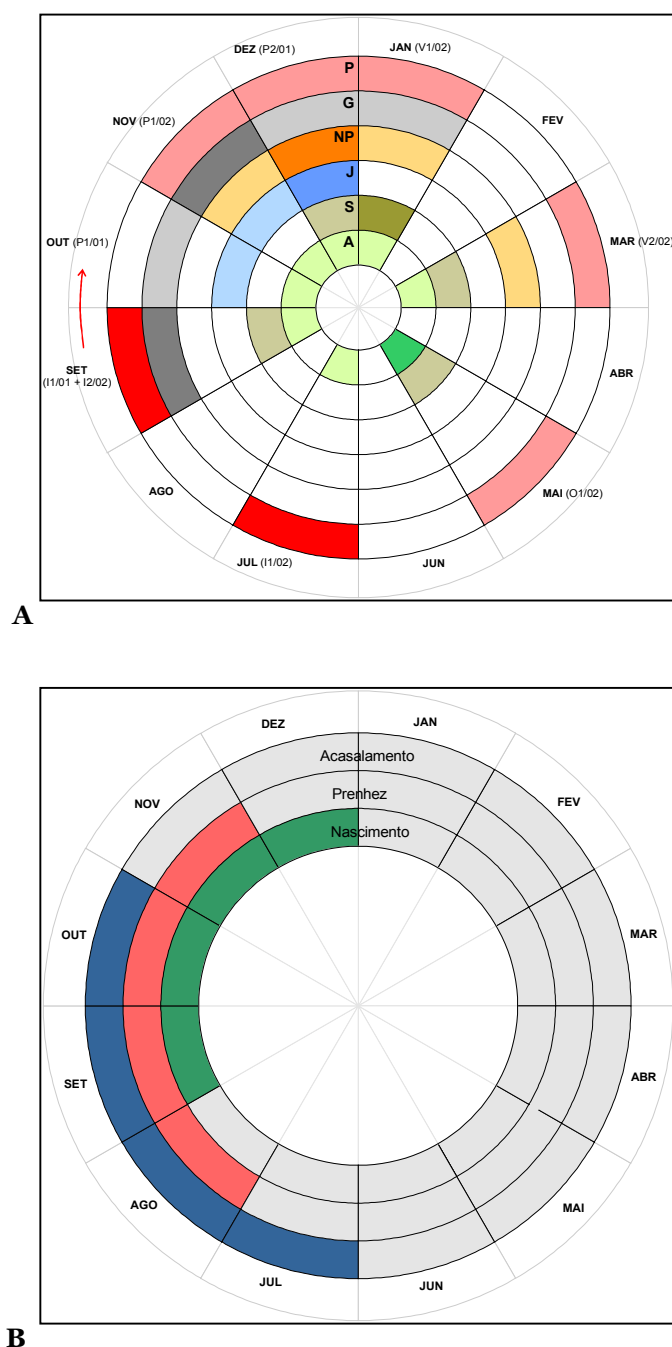 DEZ (P2/01)
JAN (V1/02)
P
G
NOV (P1/02)
FEV
NP
J
S
OUT (P1/01)
A
MAR (V2/02)
SET
(I1/01 + I2/02)
ABR
AGO
MAI (O1/02)
JUL (I1/02)
JUN
A
DEZ
JAN
Acasalamento
NOV
Prenhez
FEV
Nascimento
OUT
MAR
SET
ABR
AGO
MAI
JUL
JUN
B